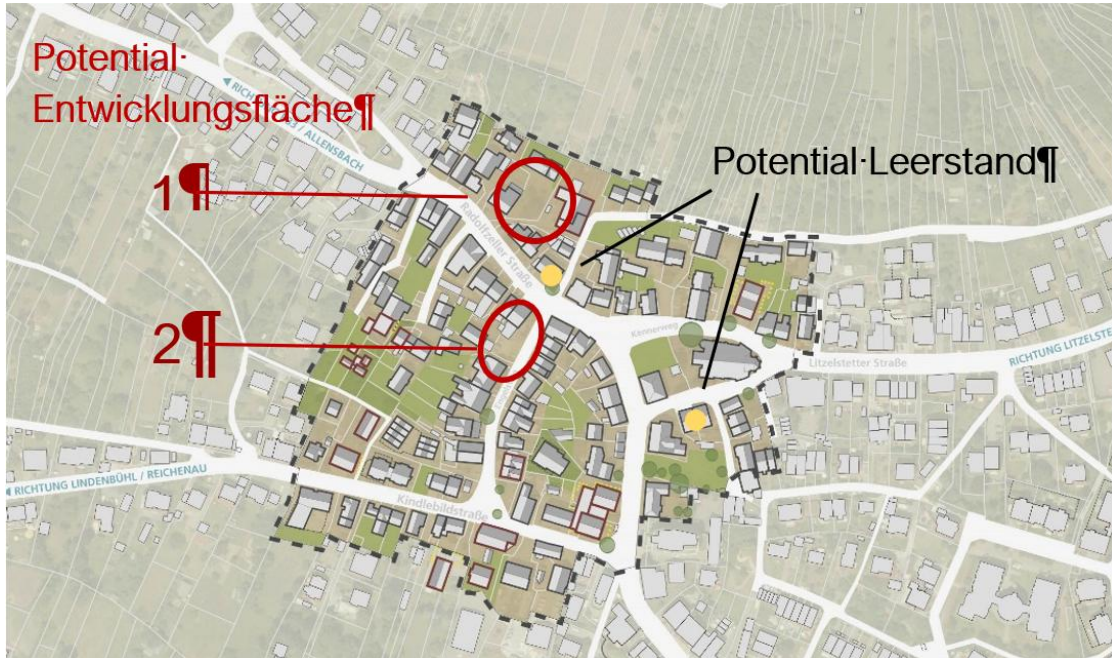 Potential·
Entwicklungsfläche¶
1¶
2¶
Potential·Leerstand¶
/ ALLENSBACH
Radolfzeller Straße
Kennerweg
Litzelstetter Straße
RICHTUNG LITZELSTE
RICHTUNG LINDENBÜHL / REICHENAU
Kindlebildstraße